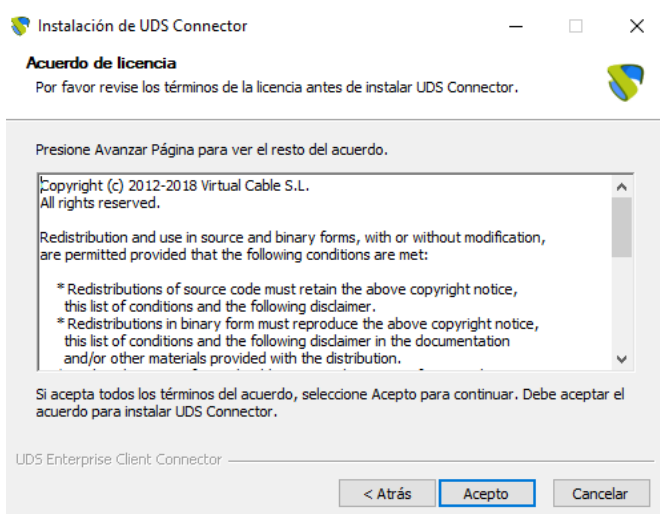 Instalación de UDS Connector
Acuerdo de licencia
Por favor revise los términos de la licencia antes de instalar UDS Connector.
Presione Avanzar Página para ver el resto del acuerdo.
Copyright (c) 2012-2018 Virtual Cable S.L.
All rights reserved.
Redistribution and use in source and binary forms, with or without modification,
are permitted provided that the following conditions are met:
* Redistributions of source code must retain the above copyright notice,
this list of conditions and the following disclaimer.
* Redistributions in binary form must reproduce the above copyright notice,
this list of conditions and the following disclaimer in the documentation
and/or other materials provided with the distribution.
Si acepta todos los términos del acuerdo, seleccione Acepto para continuar. Debe aceptar el
acuerdo para instalar UDS Connector.
UDS Enterprise Client Connector
< Atrás Acepto Cancelar